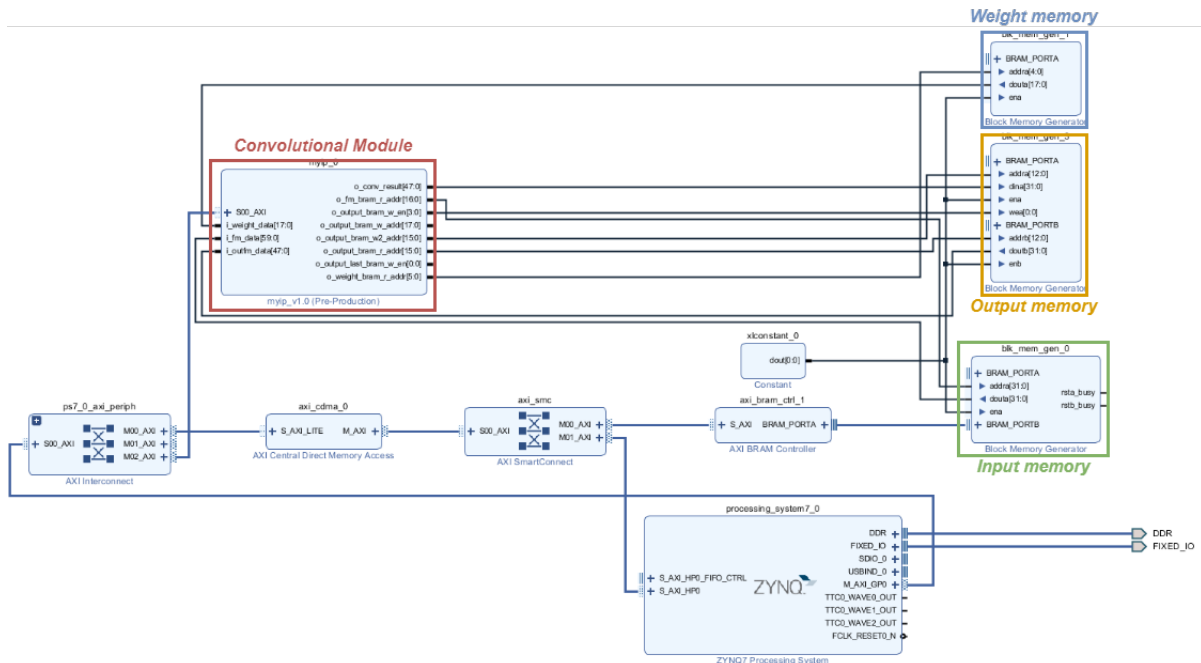 Weight memory
blk_mem_gen_1
BRAM_PORTA
addra[4:0]
douta[17:0]
ena
Block Memory Generator
Convolutional Module
myip_0
S00_AXI
i_weight_data[17:0]
i_fm_data[59:0]
i_outfm_data[47:0]
o_conv_result[47:0]
o_fm_bram_r_addr[16:0]
o_output_bram_w_en[3:0]
o_output_bram_w_addr[17:0]
o_output_bram_w2_addr[15:0]
o_output_bram_r_addr[15:0]
o_output_last_bram_w_en[0:0]
o_weight_bram_r_addr[5:0]
myip_v1.0 (Pre-Production)
blk_mem_gen_3
BRAM_PORTA
addra[12:0]
dina[31:0]
ena
wea[0:0]
BRAM_PORTB
addrb[12:0]
doutb[31:0]
enb
Block Memory Generator
Output memory
xlconstant_0
dout[0:0]
Constant
blk_mem_gen_0
BRAM_PORTA
addra[31:0]
douta[31:0]
ena
BRAM_PORTB
rsta_busy
rstb_busy
Block Memory Generator
Input memory
ps7_0_axi_periph
S00_AXI
M00_AXI
M01_AXI
M02_AXI
AXI Interconnect
axi_cdma_0
S_AXI_LITE
M_AXI
AXI Central Direct Memory Access
axi_smc
S00_AXI
M00_AXI
M01_AXI
AXI SmartConnect
axi_bram_ctrl_1
S_AXI
BRAM_PORTA
AXI BRAM Controller
processing_system7_0
S_AXI_HP0_FIFO_CTRL
S_AXI_HP0
ZYNQ
DDR
FIXED_IO
SDIO_0
USBIND_0
M_AXI_GP0
TTC0_WAVE0_OUT
TTC0_WAVE1_OUT
TTC0_WAVE2_OUT
FCLK_RESET0_N
ZYNQ7 Processing System
DDR
FIXED_IO